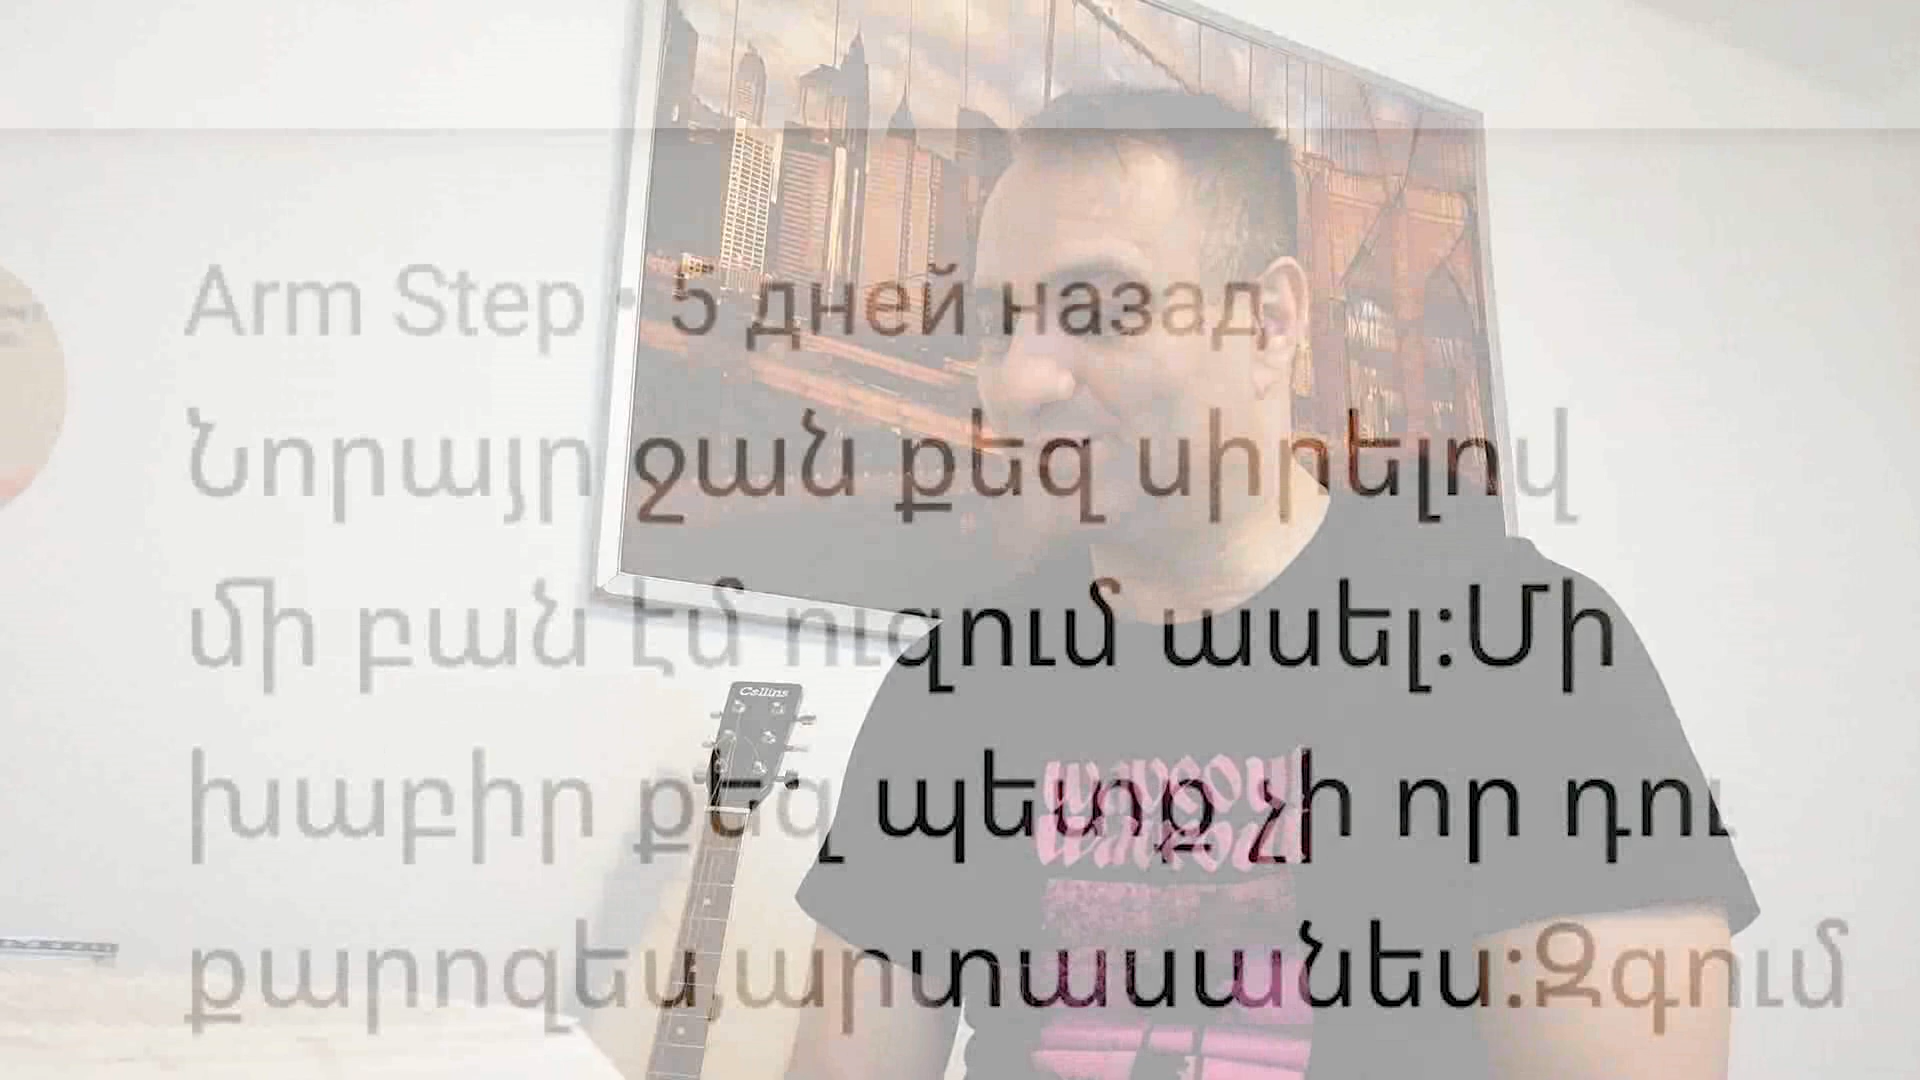 Arm Step · 5 дней назад
Նորայր ջան քեզ սիրելով
մի բան էմ ուզում ասել:Մի
խաբիր քեզ պետք չի որ դու
քարոզես,արտասանես:Զգում
Collins